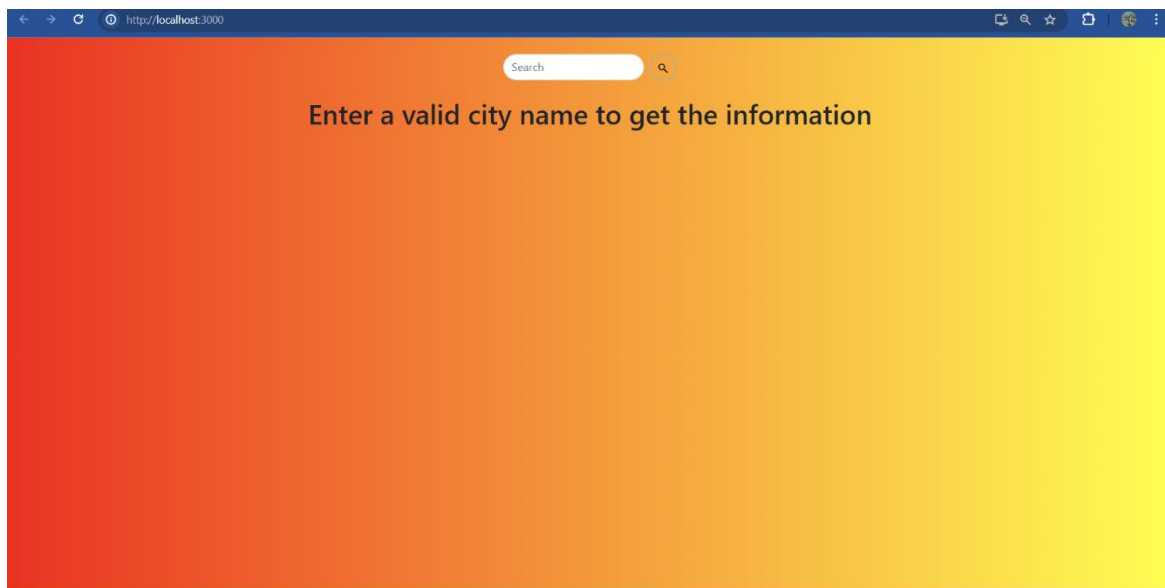 http://localhost:3000
Search
Enter a valid city name to get the information